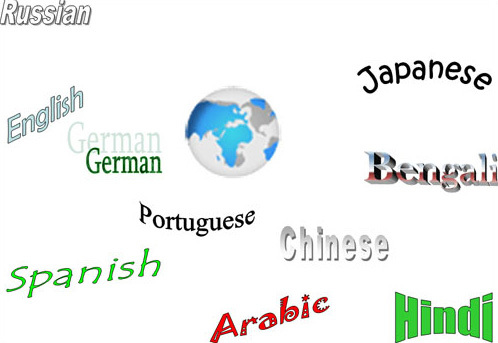 Russian
Japanese
English
German
German
Bengali
Portuguese
Chinese
Spanish
Arabic
Hindi